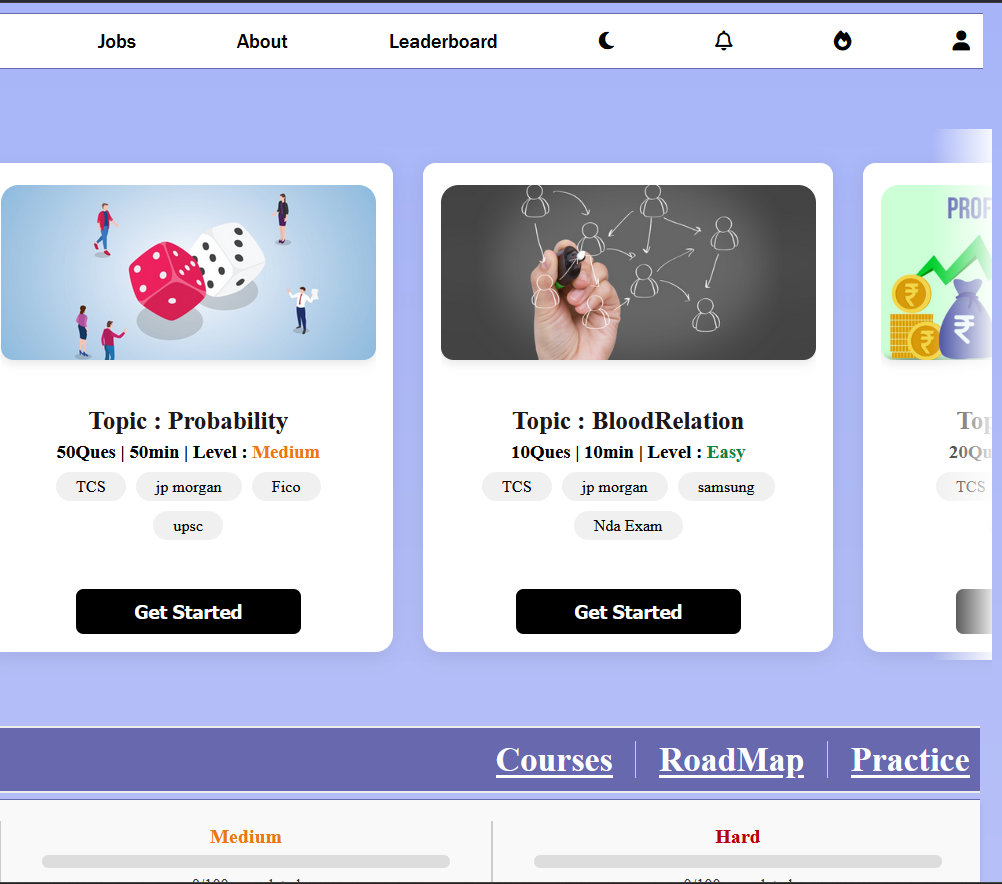 Jobs About Leaderboard
PROF
Topic : Probability
50Ques | 50min | Level : Medium
TCS jp morgan Fico
upsc
Get Started
Topic : BloodRelation
10Ques | 10min | Level : Easy
TCS jp morgan samsung
Nda Exam
Get Started
Top
20Qu
TCS
Courses RoadMap Practice
Medium
Hard